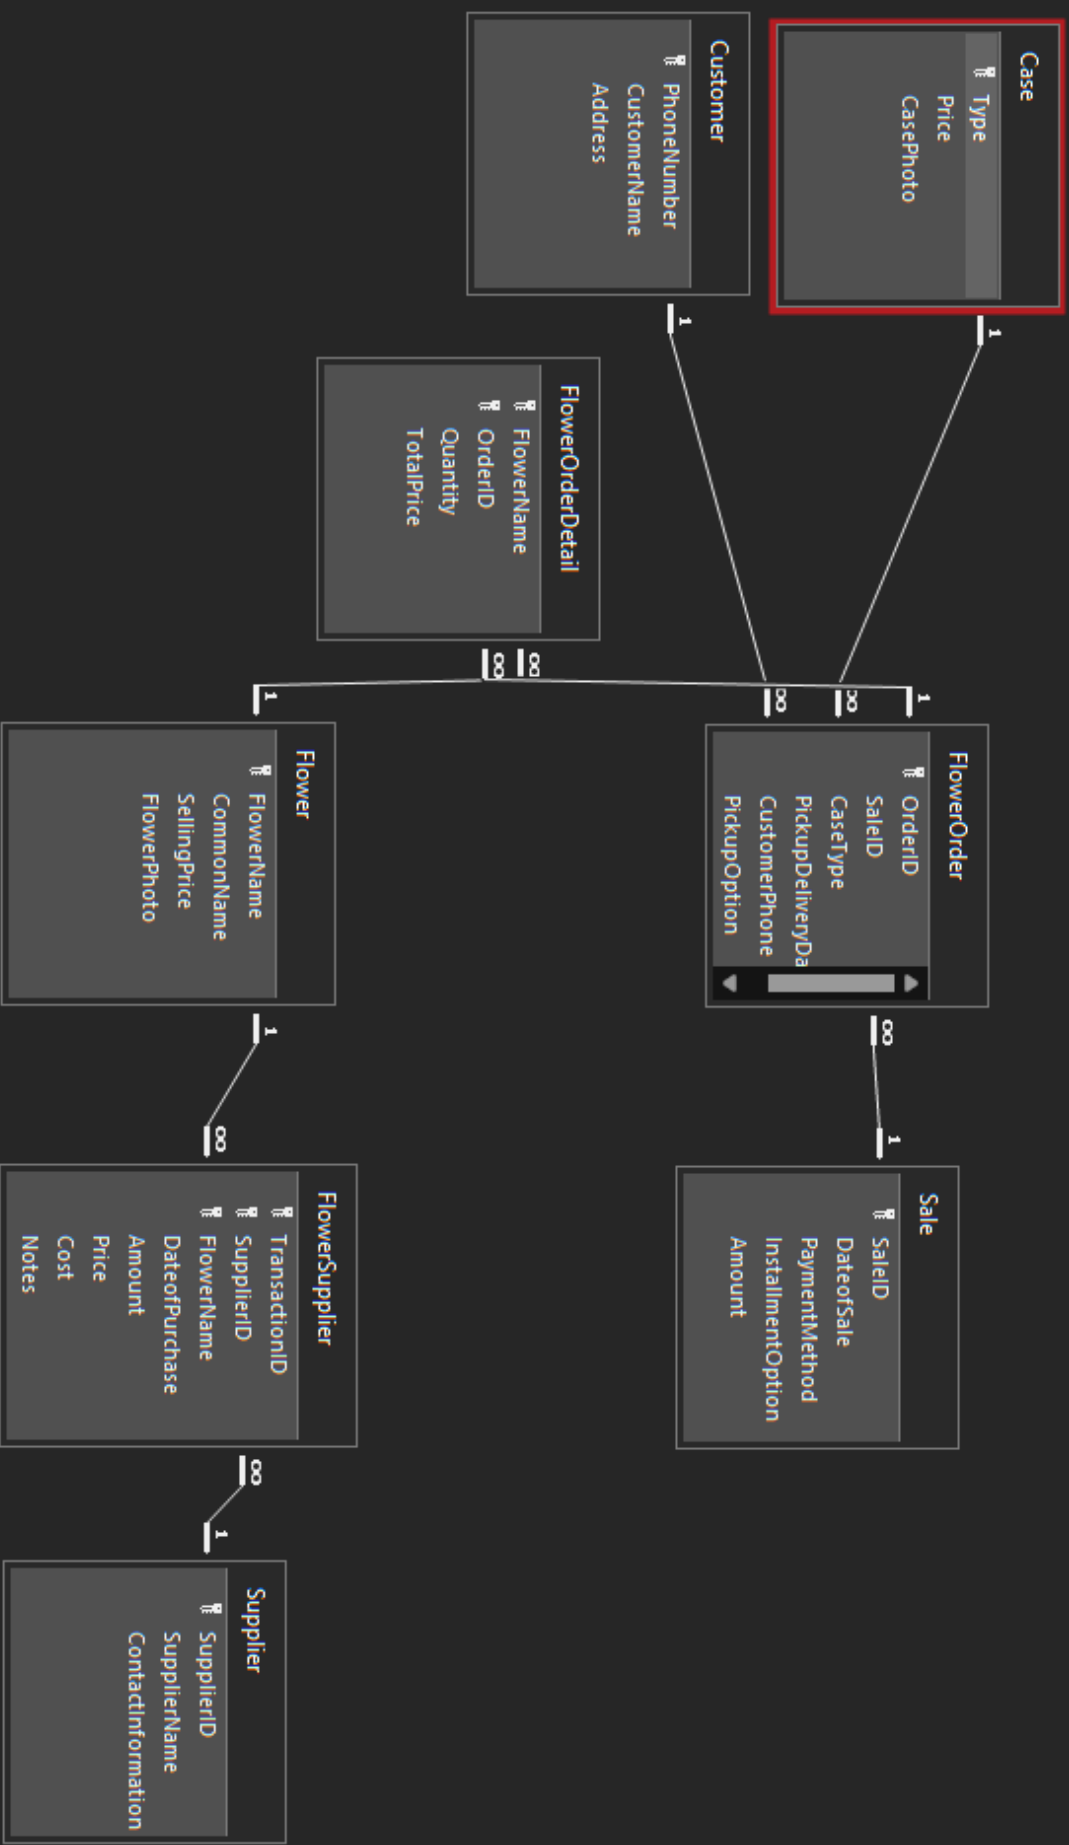 Case
Type
Price
CasePhoto
1
Customer
PhoneNumber
CustomerName
Address
1
FlowerOrderDetail
FlowerName
OrderID
Quantity
TotalPrice
∞
∞
FlowerOrder
OrderID
SaleID
CaseType
PickupDeliveryDa
CustomerPhone
PickupOption
1
∞
∞
∞
Flower
FlowerName
CommonName
SellingPrice
FlowerPhoto
1
1
Sale
SaleID
DateofSale
PaymentMethod
InstallmentOption
Amount
1
FlowerSupplier
TransactionID
SupplierID
FlowerName
DateofPurchase
Amount
Price
Cost
Notes
∞
∞
Supplier
SupplierID
SupplierName
ContactInformation
1